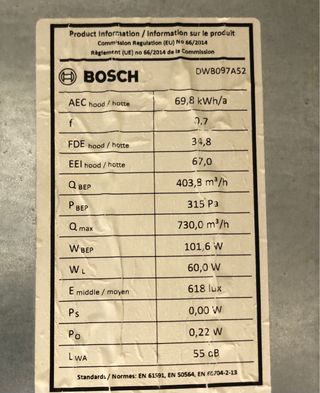 Product Information / Information sur le produit
Commission Regulation (EU) No 66/2014
Règlement (UE) no 66/2014 de la Commission
BOSCH DWB097A52
AEC hood / hotte 69,8 kWh/a
f 0,7
FDE hood / hotte 34,8
EEI hood / hotte 67,0
Q BEP 403,8 m³/h
P BEP 315 Pa
Q max 730,0 m³/h
W BEP 101,6 W
W L 60,0 W
E middle / moyen 618 lux
Ps 0,00 W
Po 0,22 W
L WA 55 dB
Standards / Normes: EN 61591, EN 50564, EN 60704-2-13